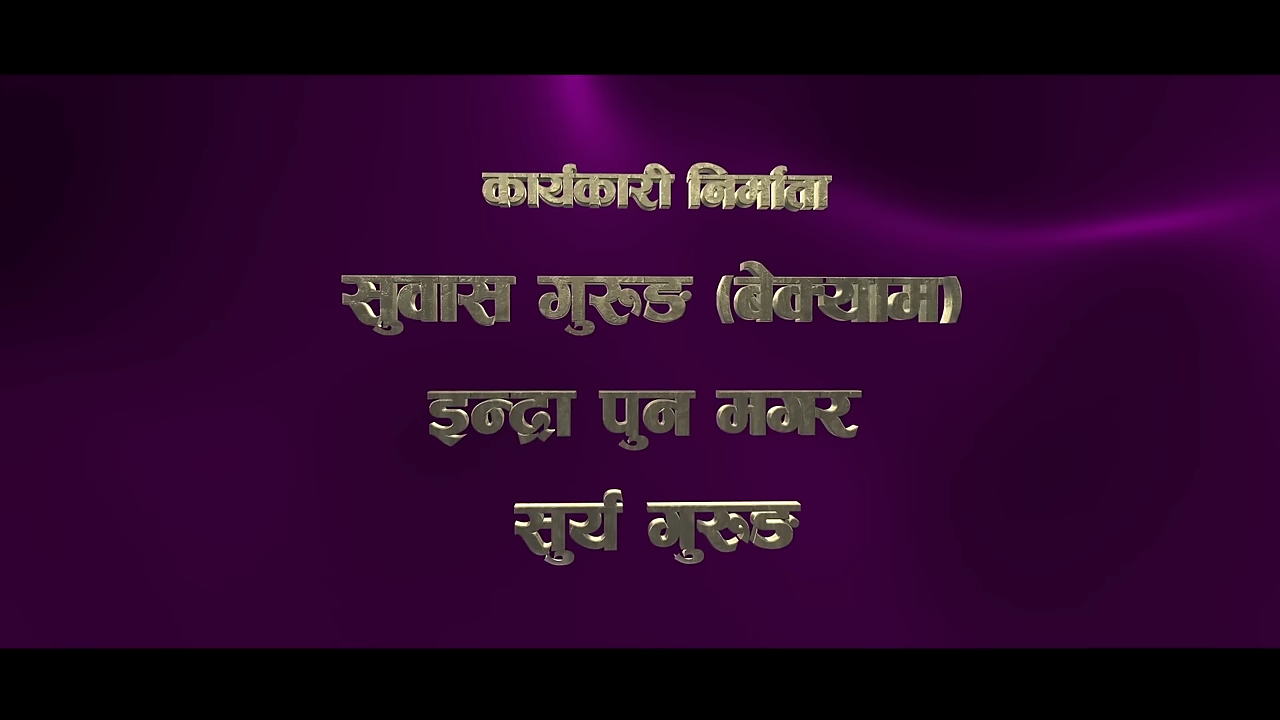 कार्यकारी निर्माता
सुवास गुरूङ (बेक्याम)
इन्द्रा पुन मगर
सुर्य गुरूङ